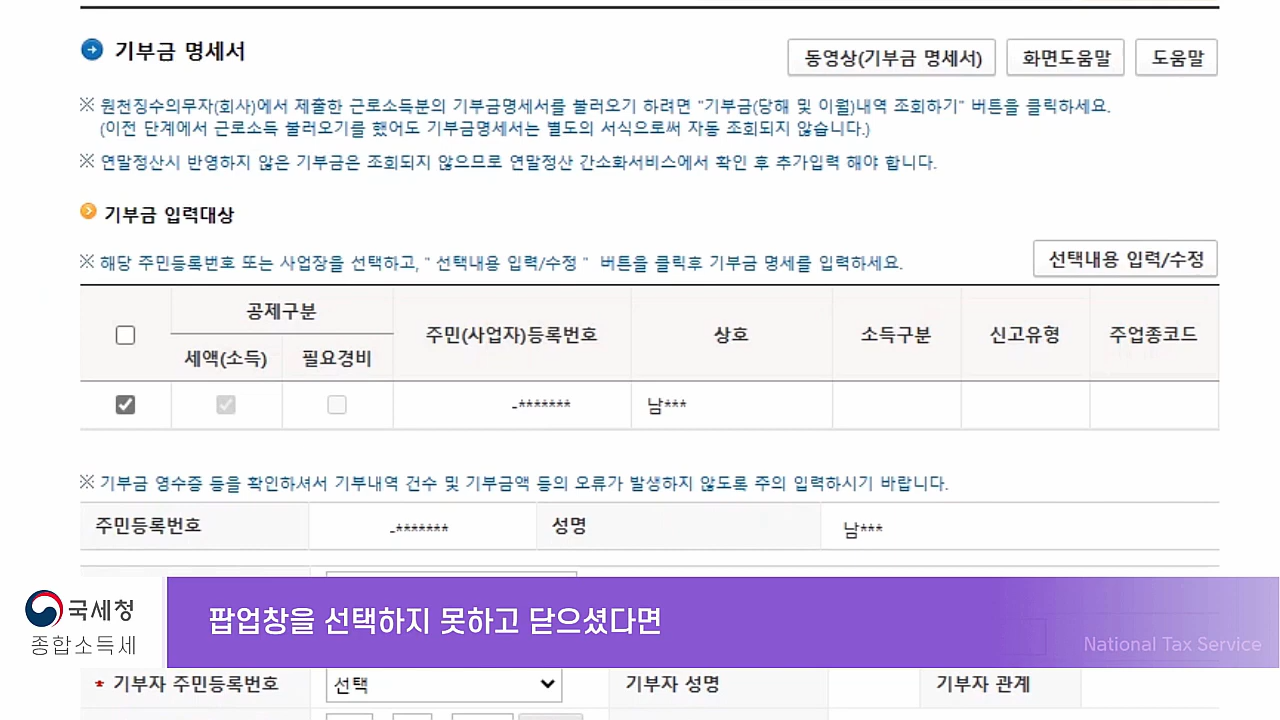 기부금 명세서
동영상(기부금 명세서) 화면도움말 도움말
※ 원천징수의무자(회사)에서 제출한 근로소득분의 기부금명세서를 불러오기 하려면 "기부금(당해 및 이월)내역 조회하기" 버튼을 클릭하세요.
(이전 단계에서 근로소득 불러오기를 했어도 기부금명세서는 별도의 서식으로써 자동 조회되지 않습니다.)
※ 연말정산시 반영하지 않은 기부금은 조회되지 않으므로 연말정산 간소화서비스에서 확인 후 추가입력 해야 합니다.
기부금 입력대상
※ 해당 주민등록번호 또는 사업장을 선택하고, " 선택내용 입력/수정 " 버튼을 클릭후 기부금 명세를 입력하세요.
선택내용 입력/수정
공제구분
세액(소득) 필요경비
주민(사업자)등록번호 상호 소득구분 신고유형 주업종코드
-******* 남***
※ 기부금 영수증 등을 확인하셔서 기부내역 건수 및 기부금액 등의 오류가 발생하지 않도록 주의 입력하시기 바랍니다.
주민등록번호 -******* 성명 남***
국세청
종합소득세
팝업창을 선택하지 못하고 닫으셨다면
National Tax Service
* 기부자 주민등록번호 선택 기부자 성명 기부자 관계